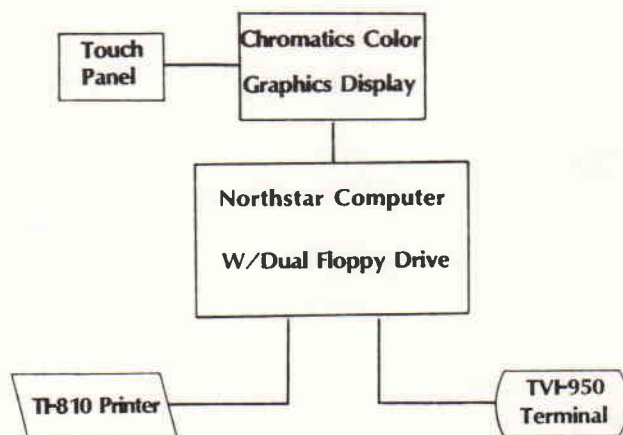 Touch
Panel
Chromatics Color
Graphics Display
Northstar Computer
W/Dual Floppy Drive
TI-810 Printer
TVI-950
Terminal